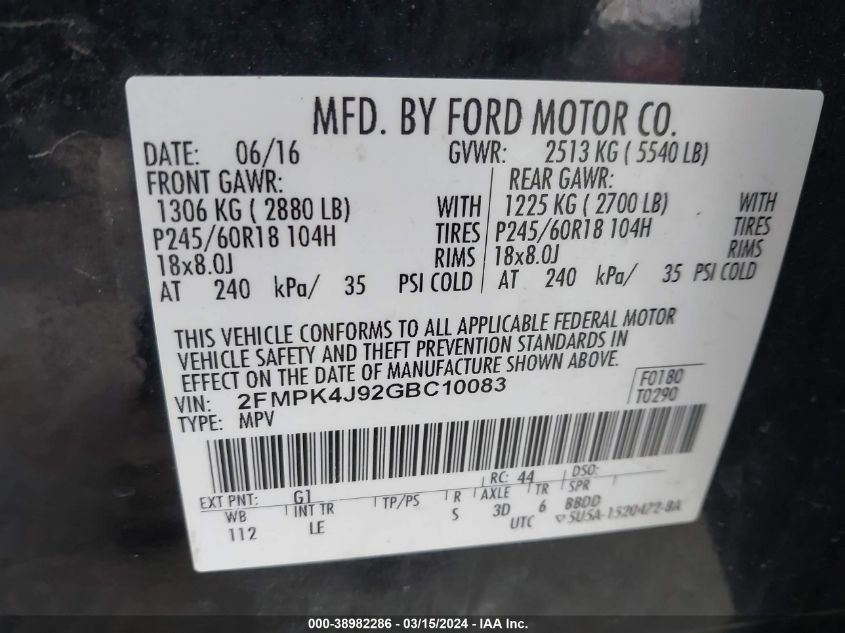 MFD. BY FORD MOTOR CO.
DATE: 06/16 GVWR: 2513 KG ( 5540 LB)
FRONT GAWR: REAR GAWR:
1306 KG ( 2880 LB) WITH 1225 KG ( 2700 LB) WITH
P245/60R18 104H TIRES P245/60R18 104H TIRES
18x8.0J RIMS 18x8.0J RIMS
AT 240 kPa/ 35 PSI COLD AT 240 kPa/ 35 PSI COLD
THIS VEHICLE CONFORMS TO ALL APPLICABLE FEDERAL MOTOR
VEHICLE SAFETY AND THEFT PREVENTION STANDARDS IN
EFFECT ON THE DATE OF MANUFACTURE SHOWN ABOVE.
VIN: 2FMPK4J92GBC10083 F0180
TYPE: MPV T0290
EXT PNT: G1 RC: 44 DSO:
WB INT TR TP/PS R AXLE TR SPR
112 LE S 3D 6 BBDD
UTC ▽SU5A-1520472-BA
000-38982286 - 03/15/2024 - IAA Inc.